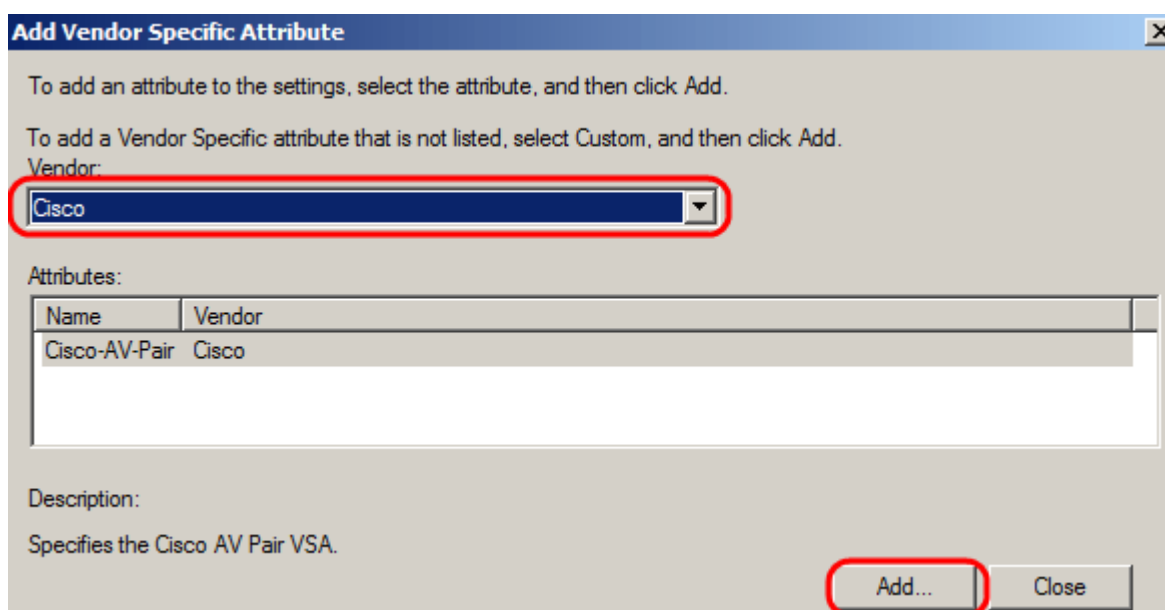 Add Vendor Specific Attribute
To add an attribute to the settings, select the attribute, and then click Add.
To add a Vendor Specific attribute that is not listed, select Custom, and then click Add.
Vendor:
Cisco
Attributes:
Name Vendor
Cisco-AV-Pair Cisco
Description:
Specifies the Cisco AV Pair VSA.
Add... Close